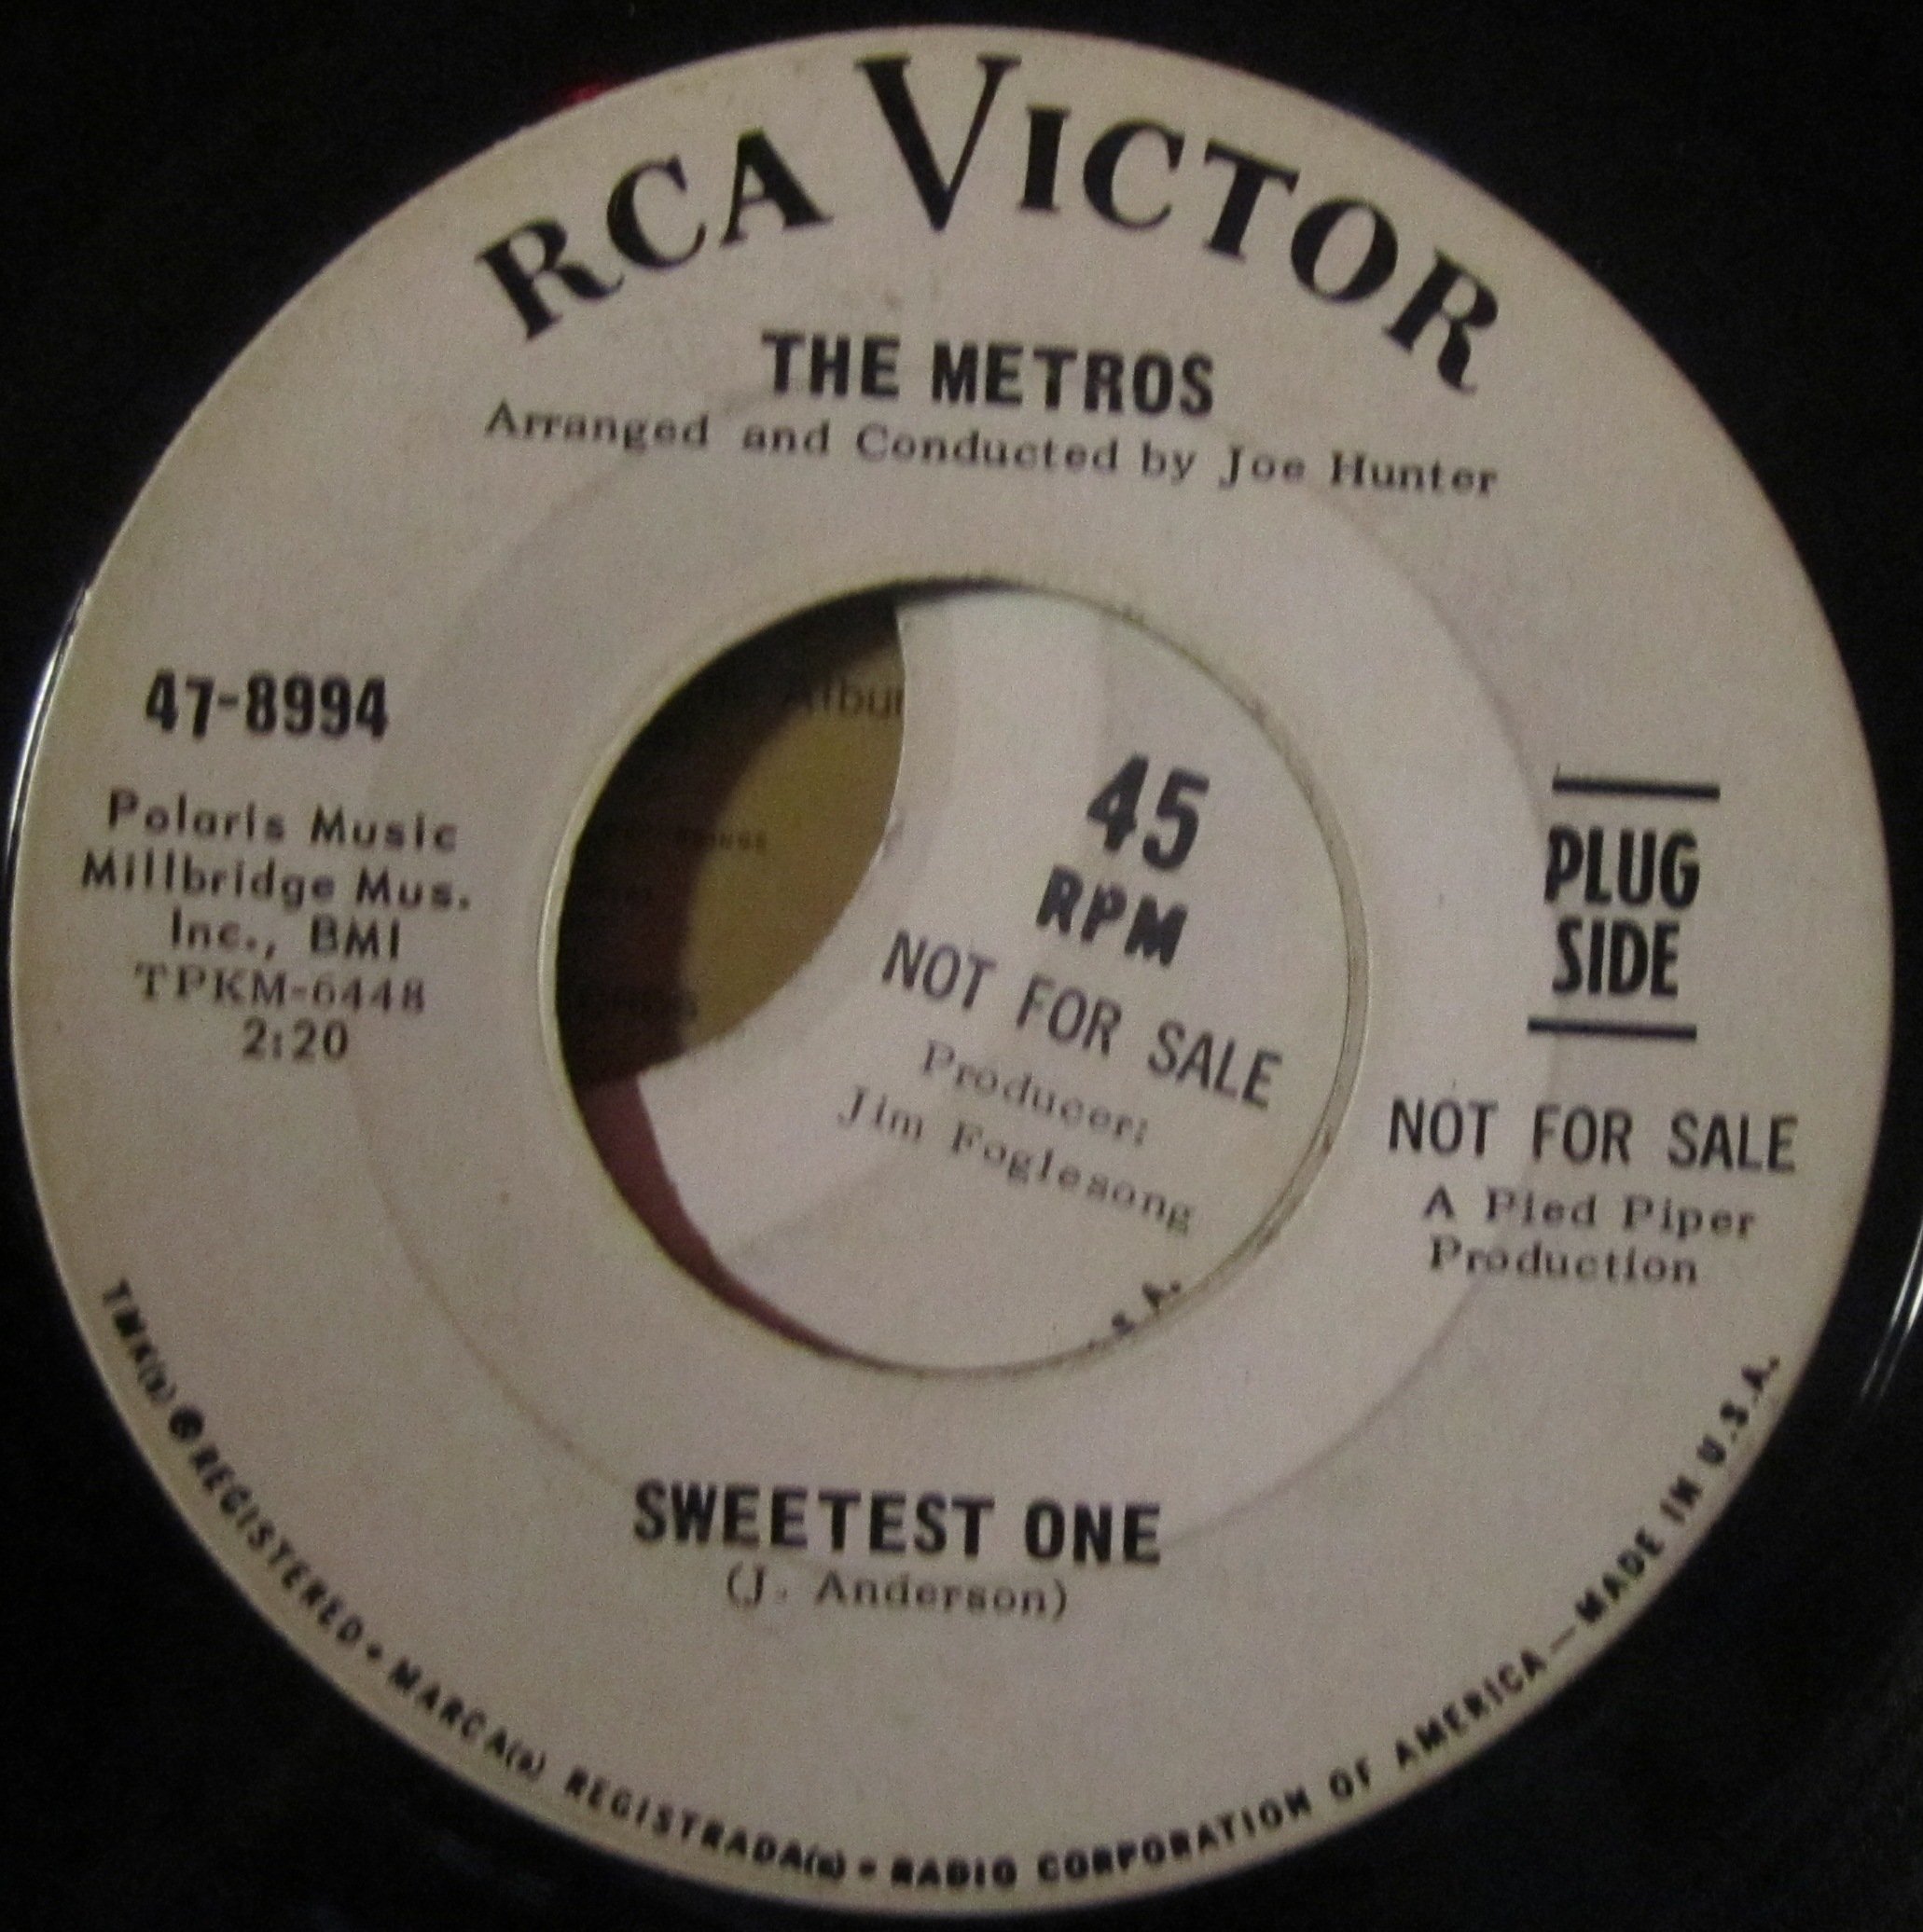 RCA VICTOR
THE METROS
Arranged and Conducted by Joe Hunter
47-8994
Polaris Music
Millbridge Mus.
Inc., BMI
TPKM-6448
2:20
45
RPM
NOT FOR SALE
Producer:
Jim Foglesong
S.A.
PLUG
SIDE
NOT FOR SALE
A Pied Piper
Production
SWEETEST ONE
(J. Anderson)
TMK(s) ® REGISTERED • MARCA(s) REGISTRADA(s) • RADIO CORPORATION OF AMERICA—MADE IN U.S.A.